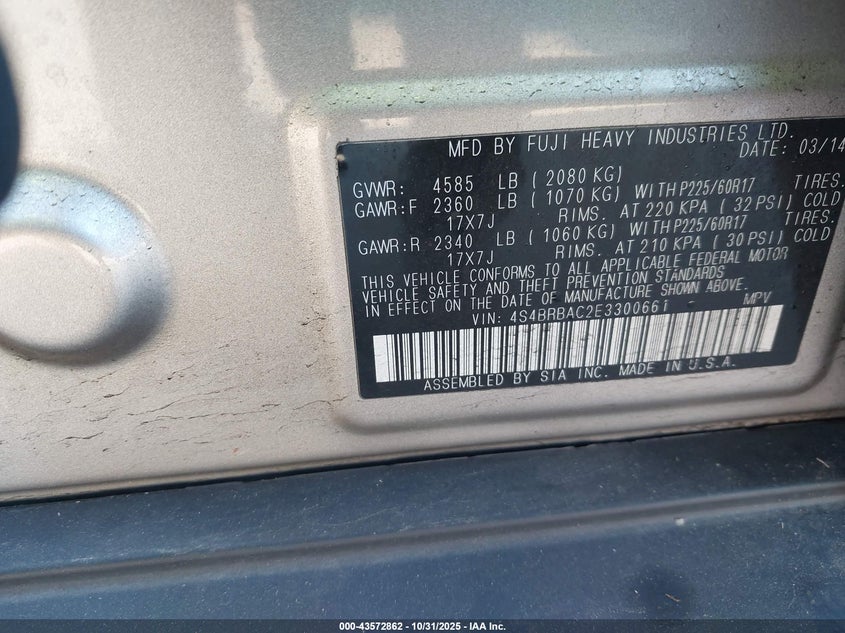 MFD BY FUJI HEAVY INDUSTRIES LTD.
DATE: 03/14
GVWR: 4585 LB ( 2080 KG)
GAWR:F 2360 LB ( 1070 KG) WITH P225/60R17 TIRES.
17X7J RIMS. AT 220 KPA ( 32 PSI) COLD
GAWR:R 2340 LB ( 1060 KG) WITH P225/60R17 TIRES.
17X7J RIMS. AT 210 KPA ( 30 PSI) COLD
THIS VEHICLE CONFORMS TO ALL APPLICABLE FEDERAL MOTOR
VEHICLE SAFETY AND THEFT PREVENTION STANDARDS
IN EFFECT ON THE DATE OF MANUFACTURE SHOWN ABOVE.
VIN: 4S4BRBAC2E3300661 MPV
ASSEMBLED BY SIA INC. MADE IN U.S.A.
000-43572862 - 10/31/2025 - IAA Inc.